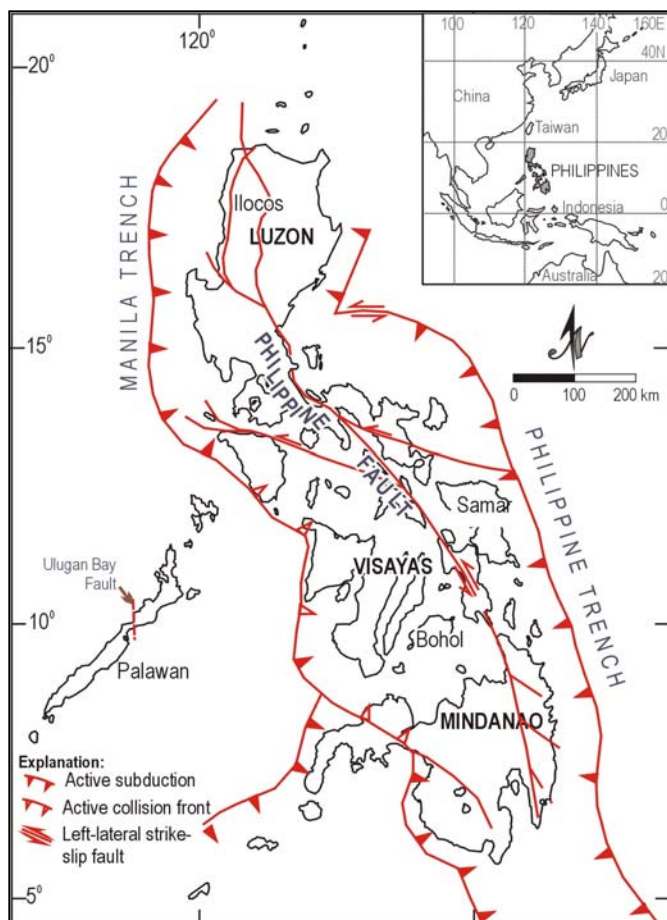 120°
20°
15°
10°
5°
MANILA TRENCH
Ilocos
LUZON
PHILIPPINE
FAULT
PHILIPPINE TRENCH
Samar
VISAYAS
Bohol
MINDANAO
Ulugan Bay
Fault
Palawan
100 120 140 160E
40N
20
0
20
China
Japan
Taiwan
PHILIPPINES
Indonesia
Australia
N
0 100 200 km
Explanation:
Active subduction
Active collision front
Left-lateral strike-
slip fault